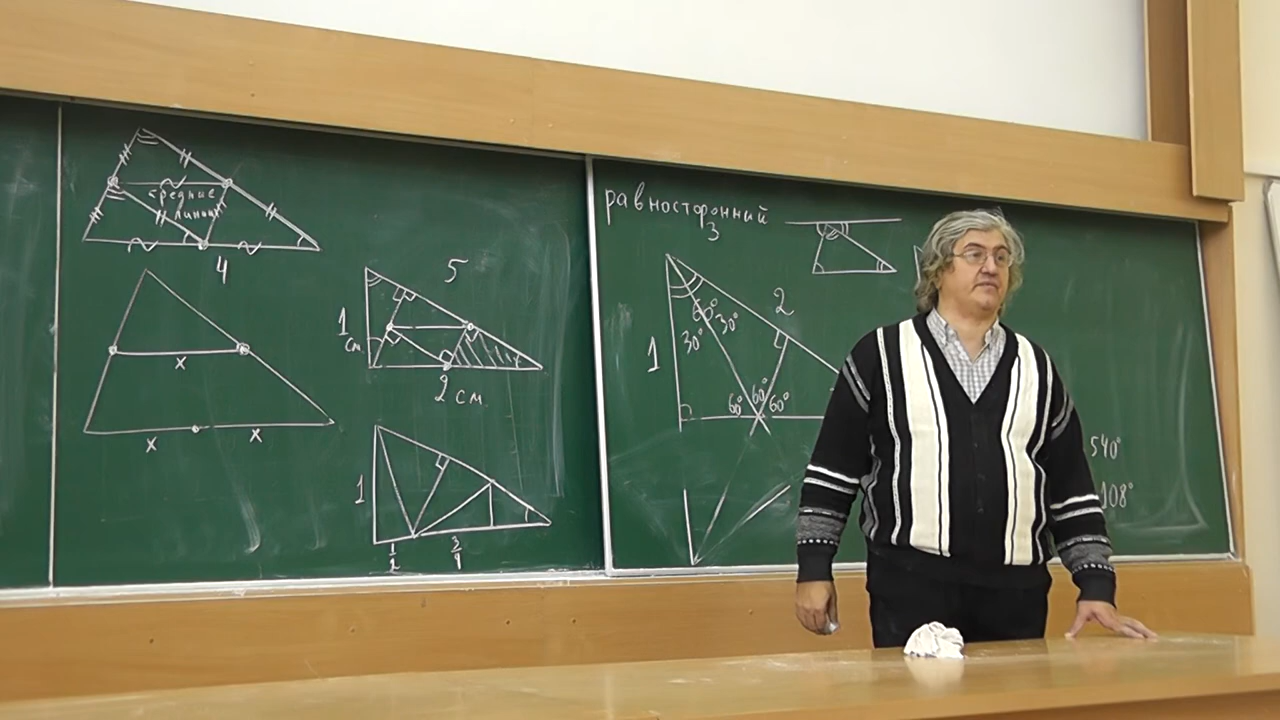 средние
линии
4
x
x
x
5
1
см
2 см
1
1/2
3/4
равносторонний
3
2
1
60°
30°
30°
60°
60°
60°
540°
108°